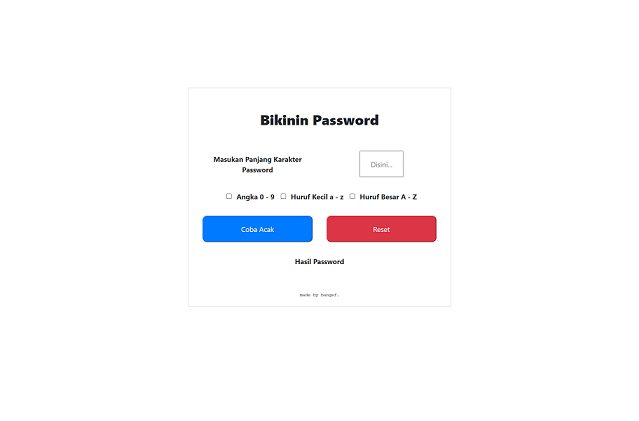 Bikinin Password
Masukan Panjang Karakter
Password
Disini...
Angka 0 - 9 Huruf Kecil a - z Huruf Besar A - Z
Coba Acak
Reset
Hasil Password
made by